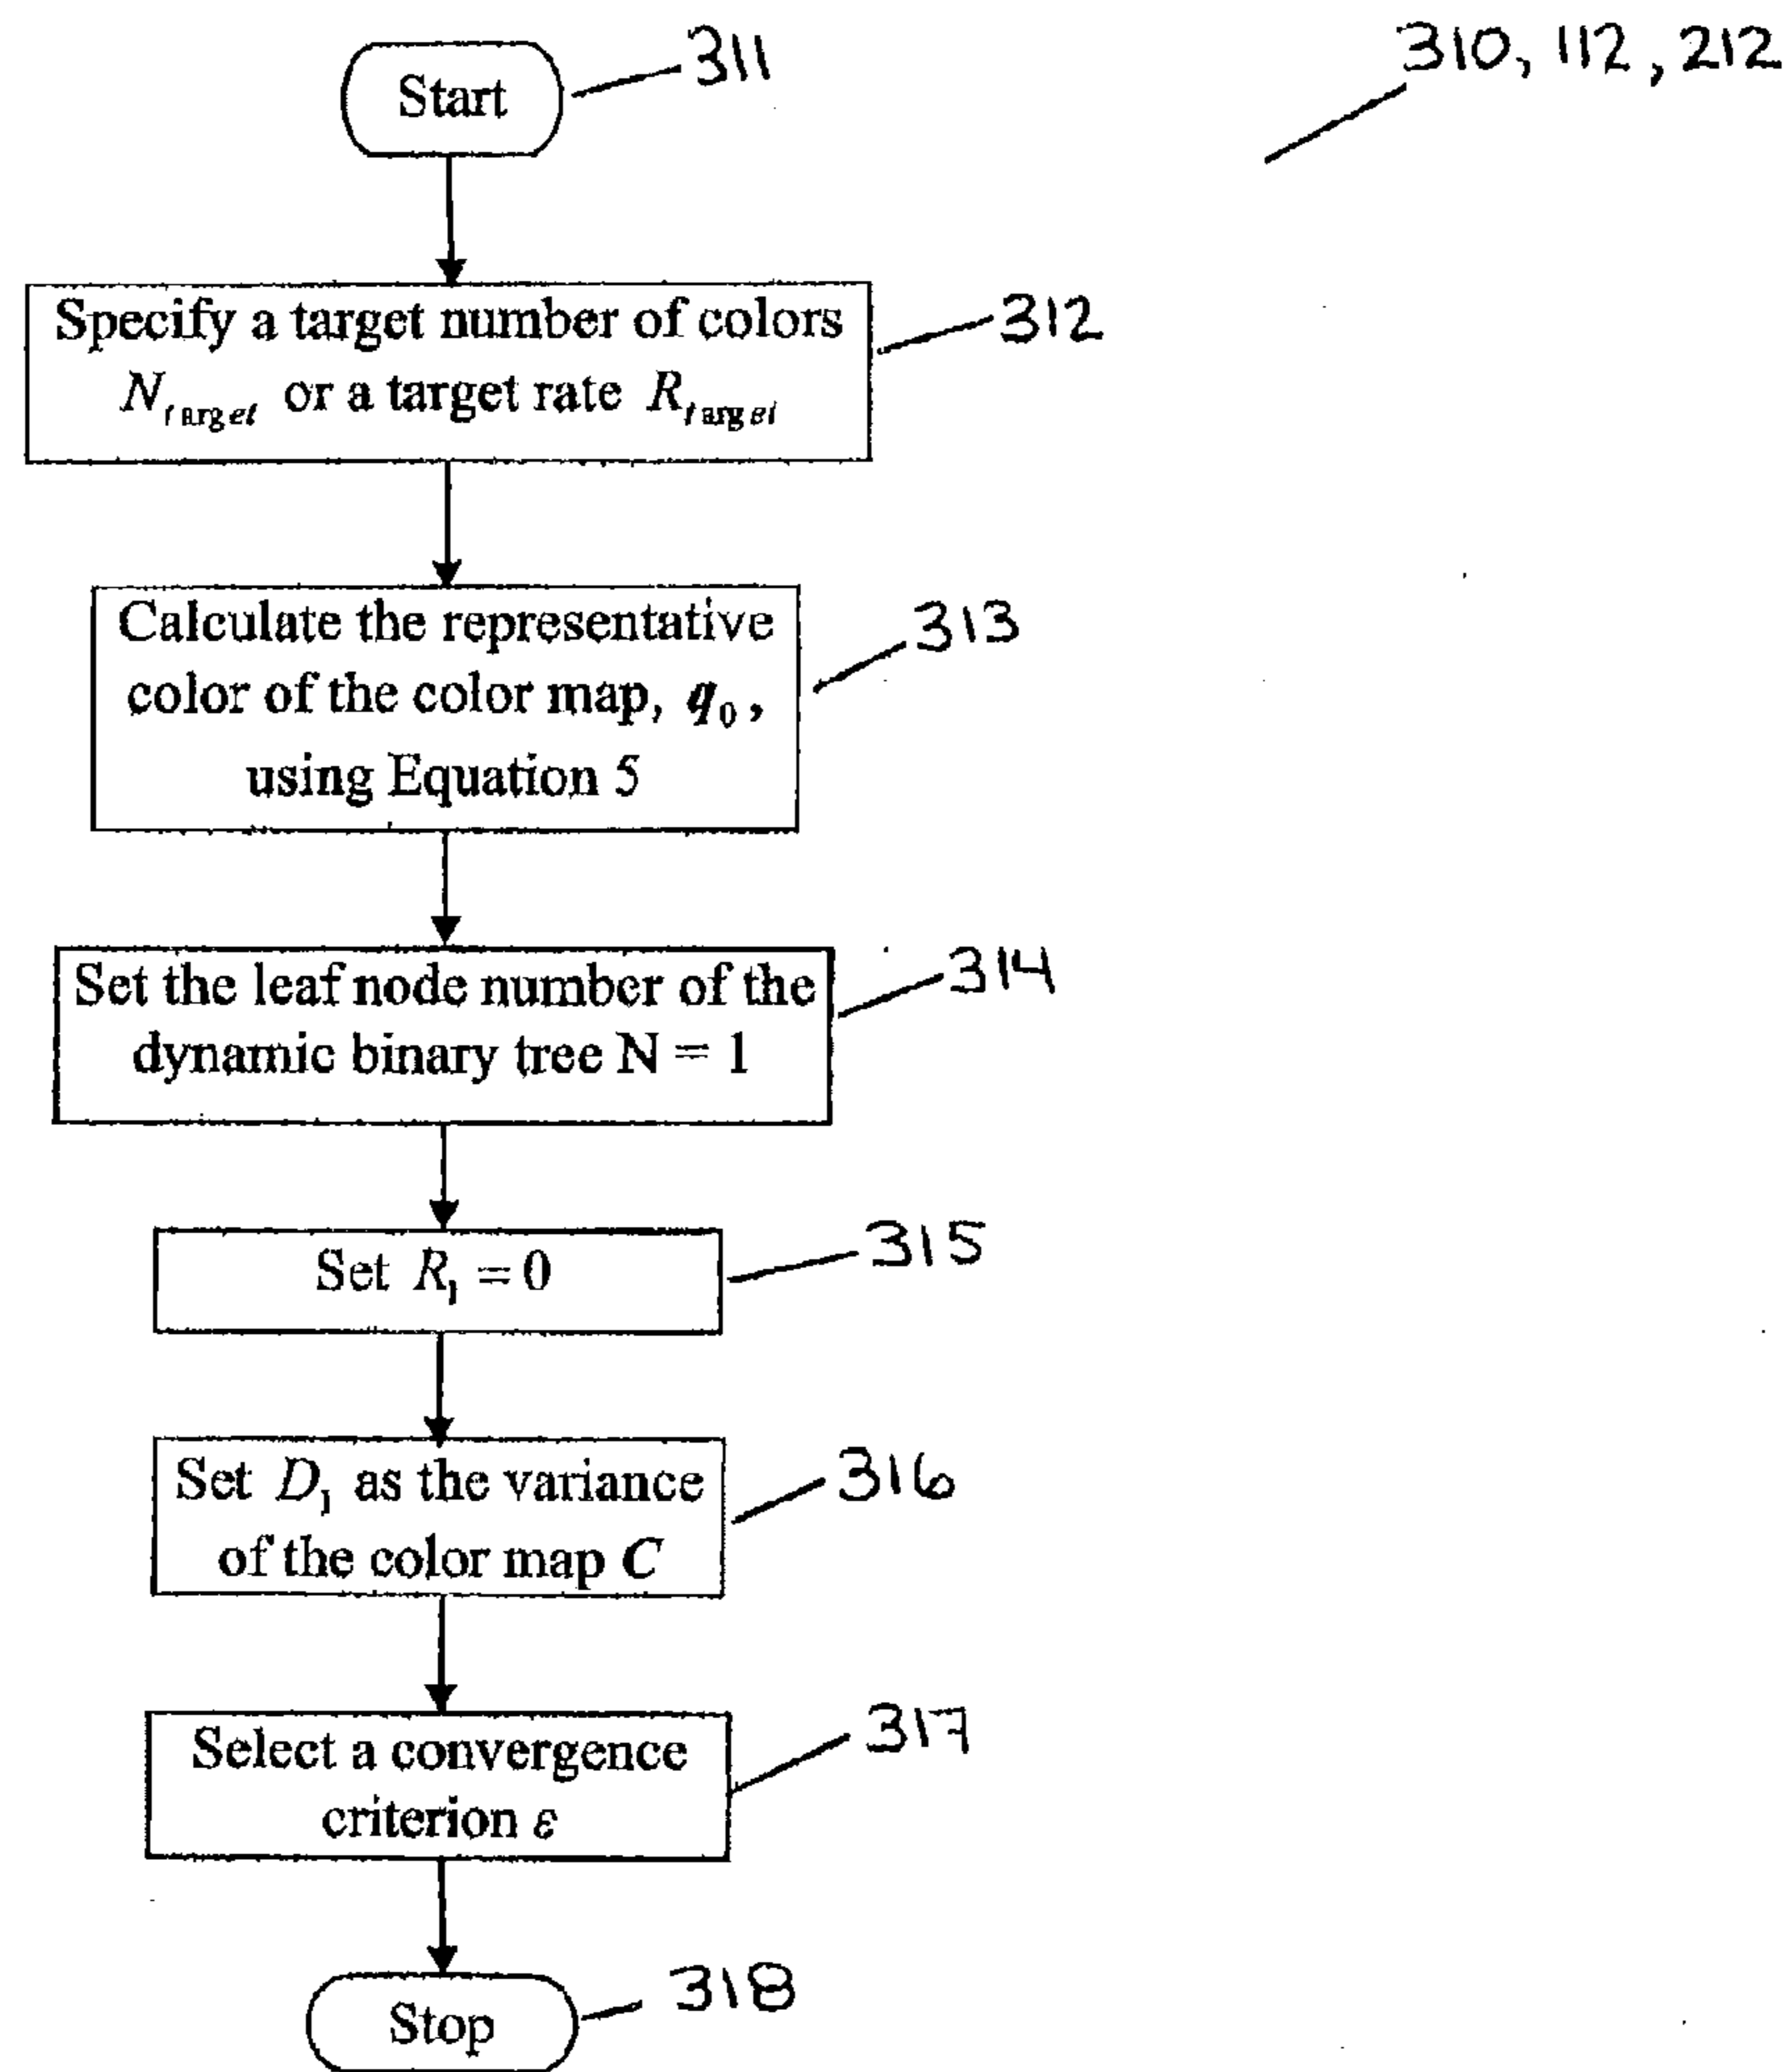 310, 112, 212
Start
311
Specify a target number of colors
N_target or a target rate R_target
312
Calculate the representative
color of the color map, q_0,
using Equation 5
313
Set the leaf node number of the
dynamic binary tree N = 1
314
Set R_1 = 0
315
Set D_1 as the variance
of the color map C
316
Select a convergence
criterion ε
317
Stop
318